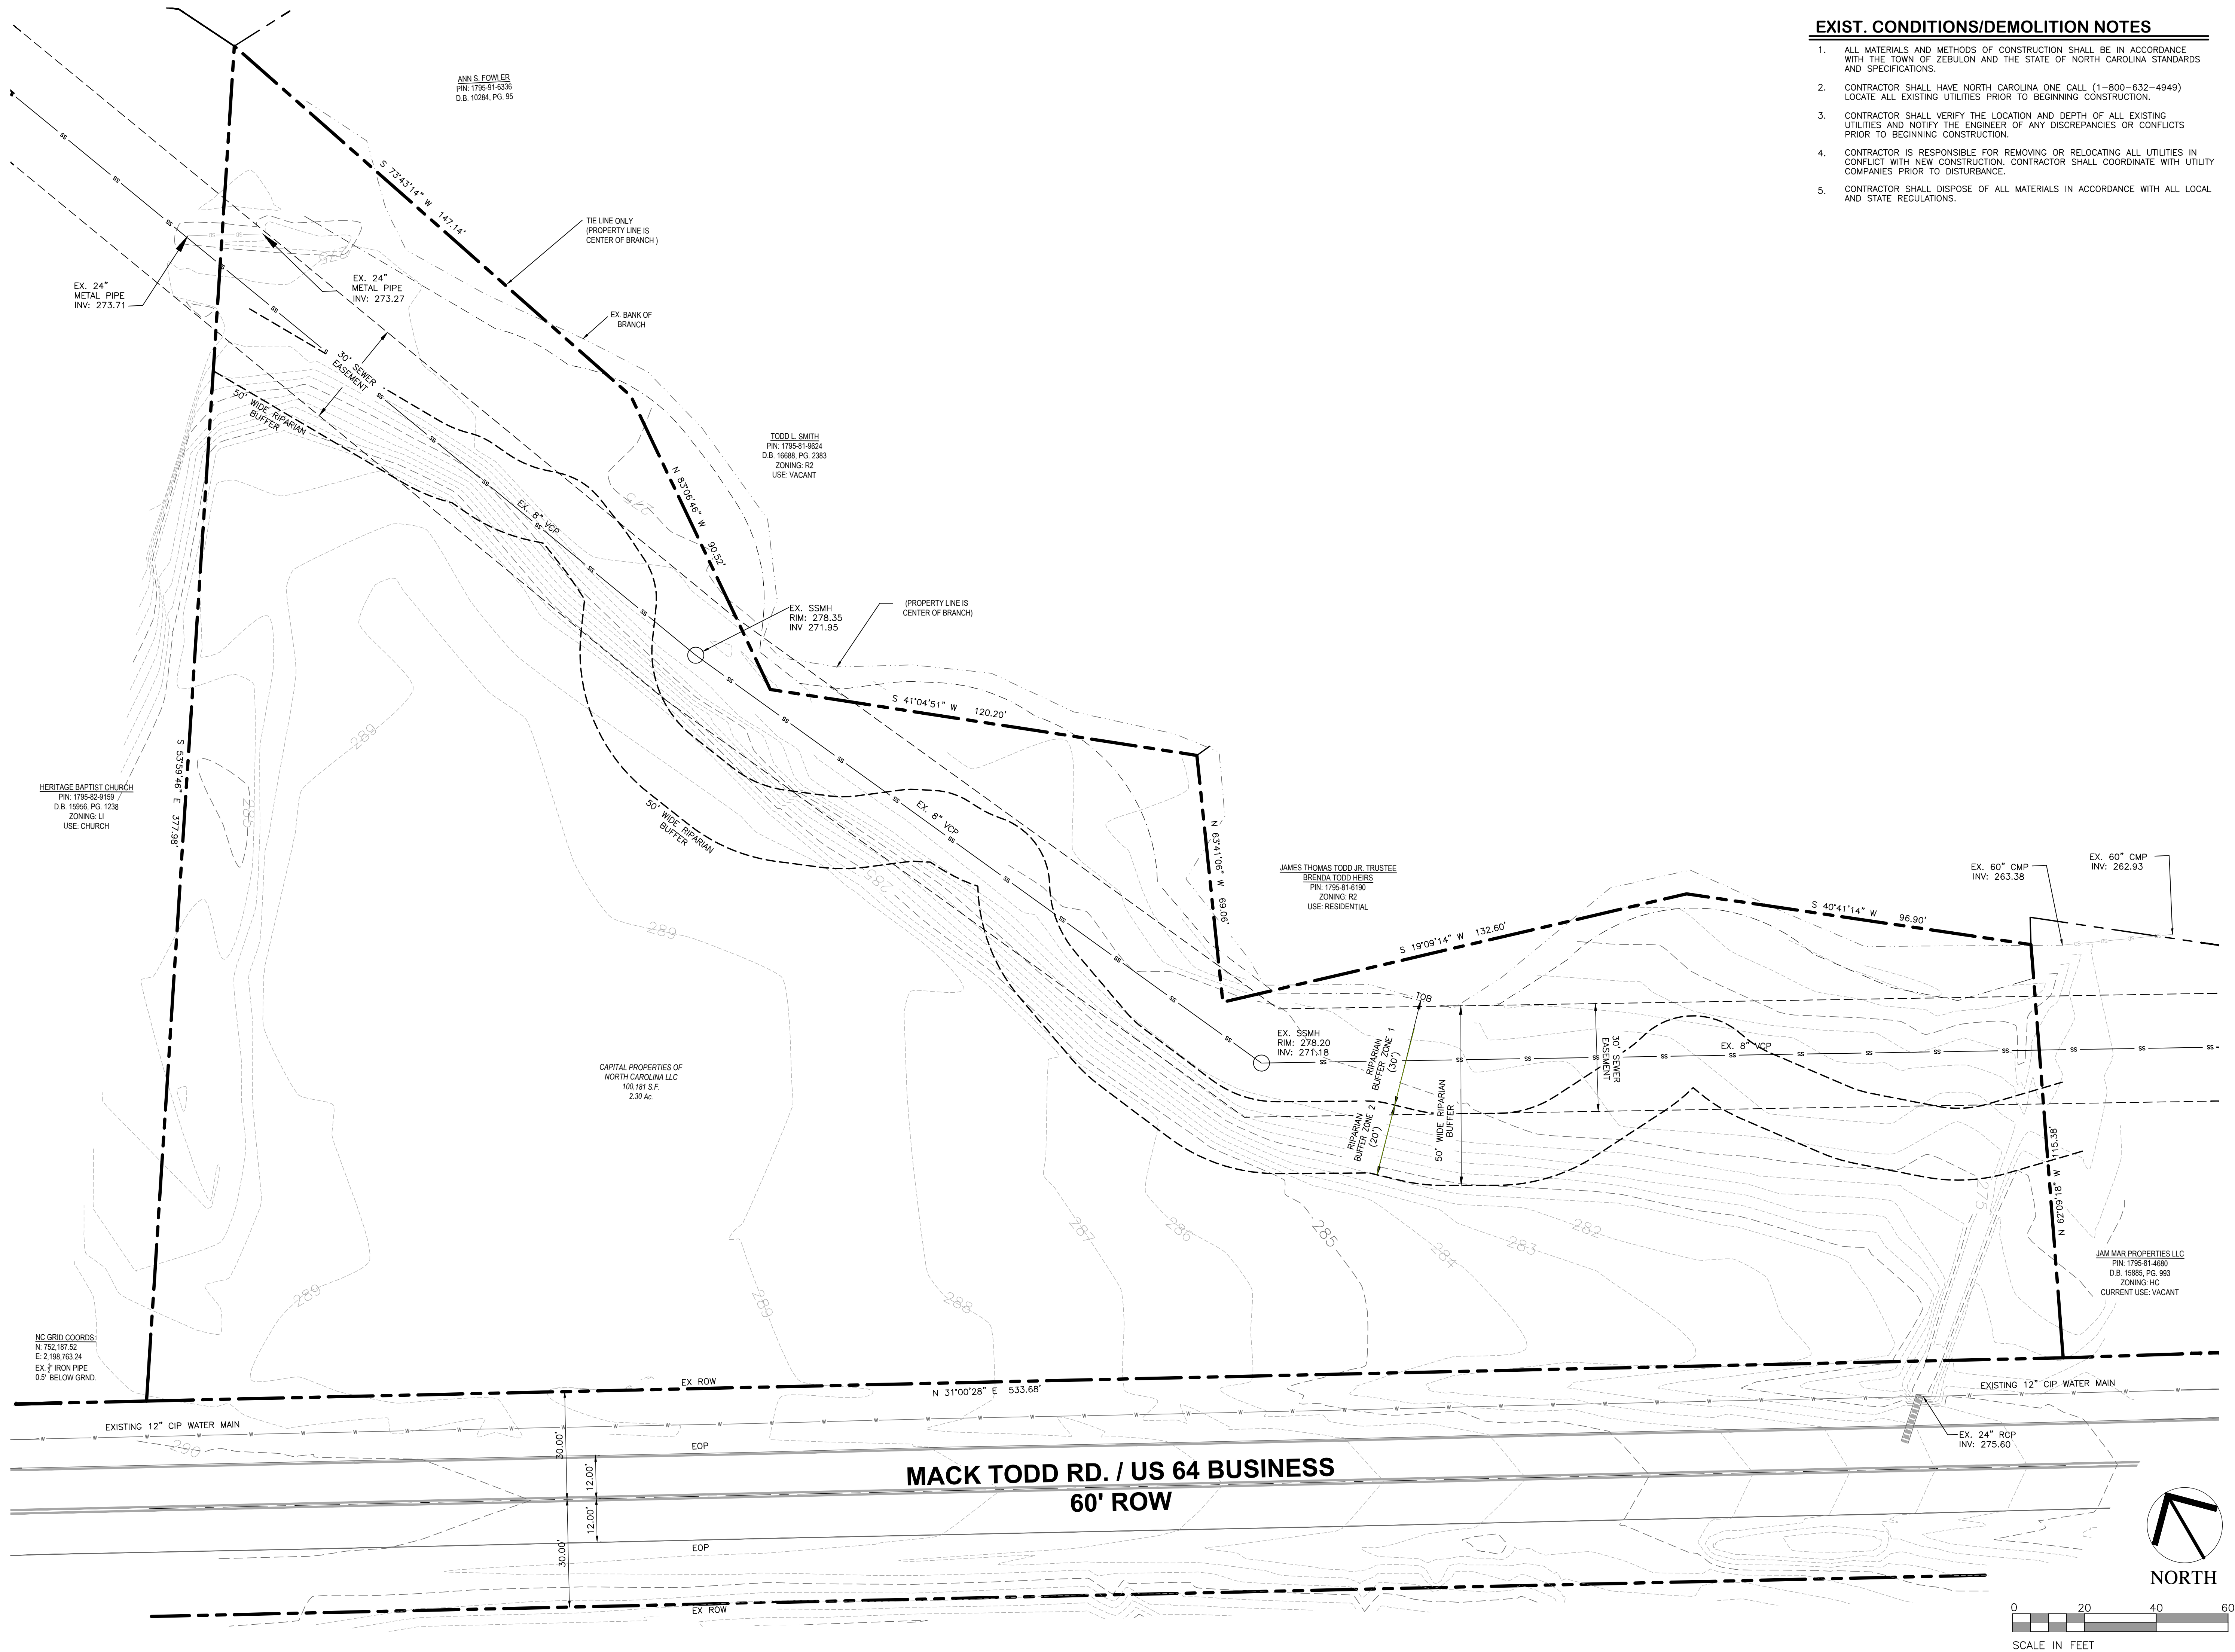 EXIST. CONDITIONS/DEMOLITION NOTES
1. ALL MATERIALS AND METHODS OF CONSTRUCTION SHALL BE IN ACCORDANCE
WITH THE TOWN OF ZEBULON AND THE STATE OF NORTH CAROLINA STANDARDS
AND SPECIFICATIONS.
2. CONTRACTOR SHALL HAVE NORTH CAROLINA ONE CALL (1-800-632-4949)
LOCATE ALL EXISTING UTILITIES PRIOR TO BEGINNING CONSTRUCTION.
3. CONTRACTOR SHALL VERIFY THE LOCATION AND DEPTH OF ALL EXISTING
UTILITIES AND NOTIFY THE ENGINEER OF ANY DISCREPANCIES OR CONFLICTS
PRIOR TO BEGINNING CONSTRUCTION.
4. CONTRACTOR IS RESPONSIBLE FOR REMOVING OR RELOCATING ALL UTILITIES IN
CONFLICT WITH NEW CONSTRUCTION. CONTRACTOR SHALL COORDINATE WITH UTILITY
COMPANIES PRIOR TO DISTURBANCE.
5. CONTRACTOR SHALL DISPOSE OF ALL MATERIALS IN ACCORDANCE WITH ALL LOCAL
AND STATE REGULATIONS.
ANN S. FOWLER
PIN: 1795-91-6336
D.B. 10284, PG. 95
S 73°43'14" W 147.14'
TIE LINE ONLY
(PROPERTY LINE IS
CENTER OF BRANCH )
EX. 24"
METAL PIPE
INV: 273.71
EX. 24"
METAL PIPE
INV: 273.27
275
EX. BANK OF
BRANCH
30' SEWER
EASEMENT
50' WIDE RIPARIAN
BUFFER
TODD L. SMITH
PIN: 1795-81-9624
D.B. 16688, PG. 2383
ZONING: R2
USE: VACANT
N 83°06'46" W 90.52'
275
EX. 8" VCP
EX. SSMH
RIM: 278.35
INV 271.95
(PROPERTY LINE IS
CENTER OF BRANCH)
S 41°04'51" W 120.20'
289
S 53°59'46" E 377.98'
HERITAGE BAPTIST CHURCH
PIN: 1795-82-9159
D.B. 15956, PG. 1238
ZONING: LI
USE: CHURCH
50' WIDE RIPARIAN
BUFFER
EX. 8" VCP
285
289
N 63°41'06" W 69.06'
JAMES THOMAS TODD JR. TRUSTEE
BRENDA TODD HEIRS
PIN: 1795-81-6190
ZONING: R2
USE: RESIDENTIAL
S 19°09'14" W 132.60'
S 40°41'14" W 96.90'
EX. 60" CMP
INV: 263.38
EX. 60" CMP
INV: 262.93
TOB
EX. SSMH
RIM: 278.20
INV: 271.18
RIPARIAN
BUFFER ZONE 1
(30')
RIPARIAN
BUFFER ZONE 2
(20')
50' WIDE RIPARIAN
BUFFER
30' SEWER
EASEMENT
EX. 8" VCP
CAPITAL PROPERTIES OF
NORTH CAROLINA LLC
100,181 S.F.
2.30 Ac.
N 62°09'18" W 115.38'
JAM MAR PROPERTIES LLC
PIN: 1795-81-4680
D.B. 15885, PG. 993
ZONING: HC
CURRENT USE: VACANT
289
289
288
287
286
285
284
283
282
275
NC GRID COORDS:
N: 752,187.52
E: 2,198,763.24
EX. IRON PIPE
0.5' BELOW GRND.
EX ROW
N 31°00'28" E 533.68'
EXISTING 12" CIP WATER MAIN
EXISTING 12" CIP WATER MAIN
290
EOP
30.00'
12.00'
MACK TODD RD. / US 64 BUSINESS
60' ROW
12.00'
30.00'
EOP
EX ROW
EX. 24" RCP
INV: 275.60
NORTH
0 20 40 60
SCALE IN FEET